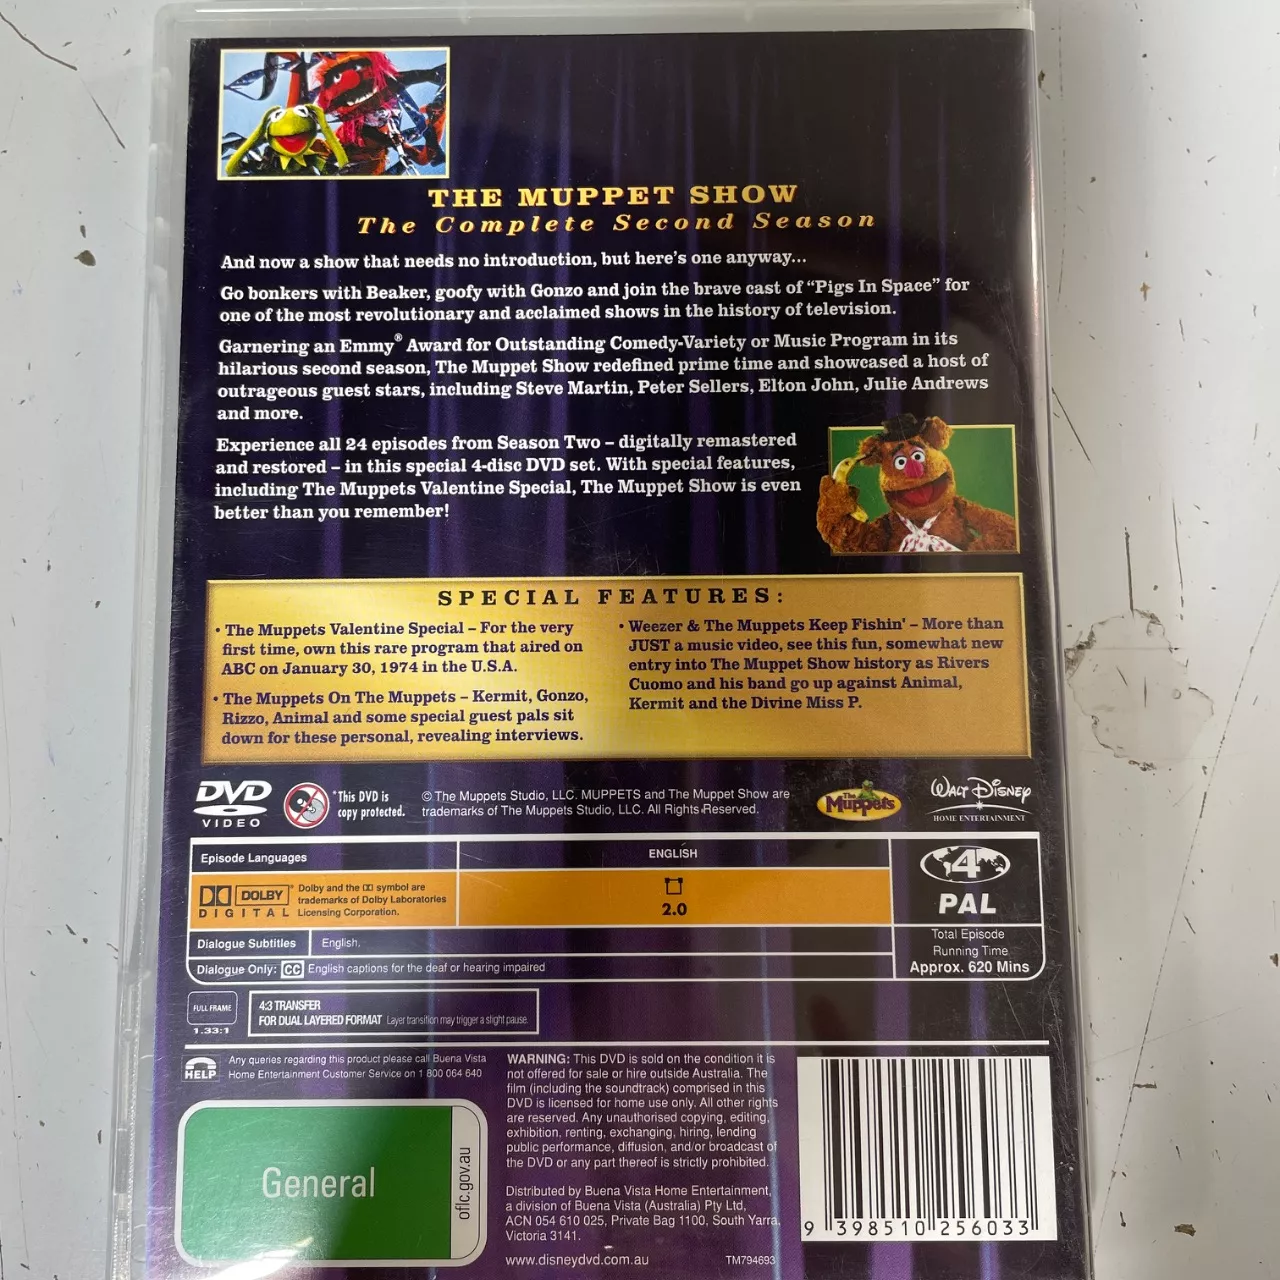 THE MUPPET SHOW
The Complete Second Season
And now a show that needs no introduction, but here's one anyway...
Go bonkers with Beaker, goofy with Gonzo and join the brave cast of "Pigs In Space" for
one of the most revolutionary and acclaimed shows in the history of television.
Garnering an Emmy® Award for Outstanding Comedy-Variety or Music Program in its
hilarious second season, The Muppet Show redefined prime time and showcased a host of
outrageous guest stars, including Steve Martin, Peter Sellers, Elton John, Julie Andrews
and more.
Experience all 24 episodes from Season Two – digitally remastered
and restored – in this special 4-disc DVD set. With special features,
including The Muppets Valentine Special, The Muppet Show is even
better than you remember!
SPECIAL FEATURES:
• The Muppets Valentine Special – For the very
first time, own this rare program that aired on
ABC on January 30, 1974 in the U.S.A.
• The Muppets On The Muppets – Kermit, Gonzo,
Rizzo, Animal and some special guest pals sit
down for these personal, revealing interviews.
• Weezer & The Muppets Keep Fishin' – More than
JUST a music video, see this fun, somewhat new
entry into The Muppet Show history as Rivers
Cuomo and his band go up against Animal,
Kermit and the Divine Miss P.
DVD
VIDEO
*This DVD is
copy protected.
© The Muppets Studio, LLC. MUPPETS and The Muppet Show are
trademarks of The Muppets Studio, LLC. All Rights Reserved.
The Muppets
WALT DISNEY
HOME ENTERTAINMENT
Episode Languages
ENGLISH
DOLBY
DIGITAL
Dolby and the DD symbol are
trademarks of Dolby Laboratories
Licensing Corporation.
2.0
4
PAL
Dialogue Subtitles
English.
Dialogue Only: CC English captions for the deaf or hearing impaired
Total Episode
Running Time
Approx. 620 Mins
FULL FRAME
1.33:1
4:3 TRANSFER
FOR DUAL LAYERED FORMAT Layer transition may trigger a slight pause.
HELP
Any queries regarding this product please call Buena Vista
Home Entertainment Customer Service on 1 800 064 640
General
oflc.gov.au
WARNING: This DVD is sold on the condition it is
not offered for sale or hire outside Australia. The
film (including the soundtrack) comprised in this
DVD is licensed for home use only. All other rights
are reserved. Any unauthorised copying, editing,
exhibition, renting, exchanging, hiring, lending
public performance, diffusion, and/or broadcast of
the DVD or any part thereof is strictly prohibited.
Distributed by Buena Vista Home Entertainment,
a division of Buena Vista (Australia) Pty Ltd,
ACN 054 610 025, Private Bag 1100, South Yarra,
Victoria 3141.
www.disneydvd.com.au
TM794693
9 398510 256033